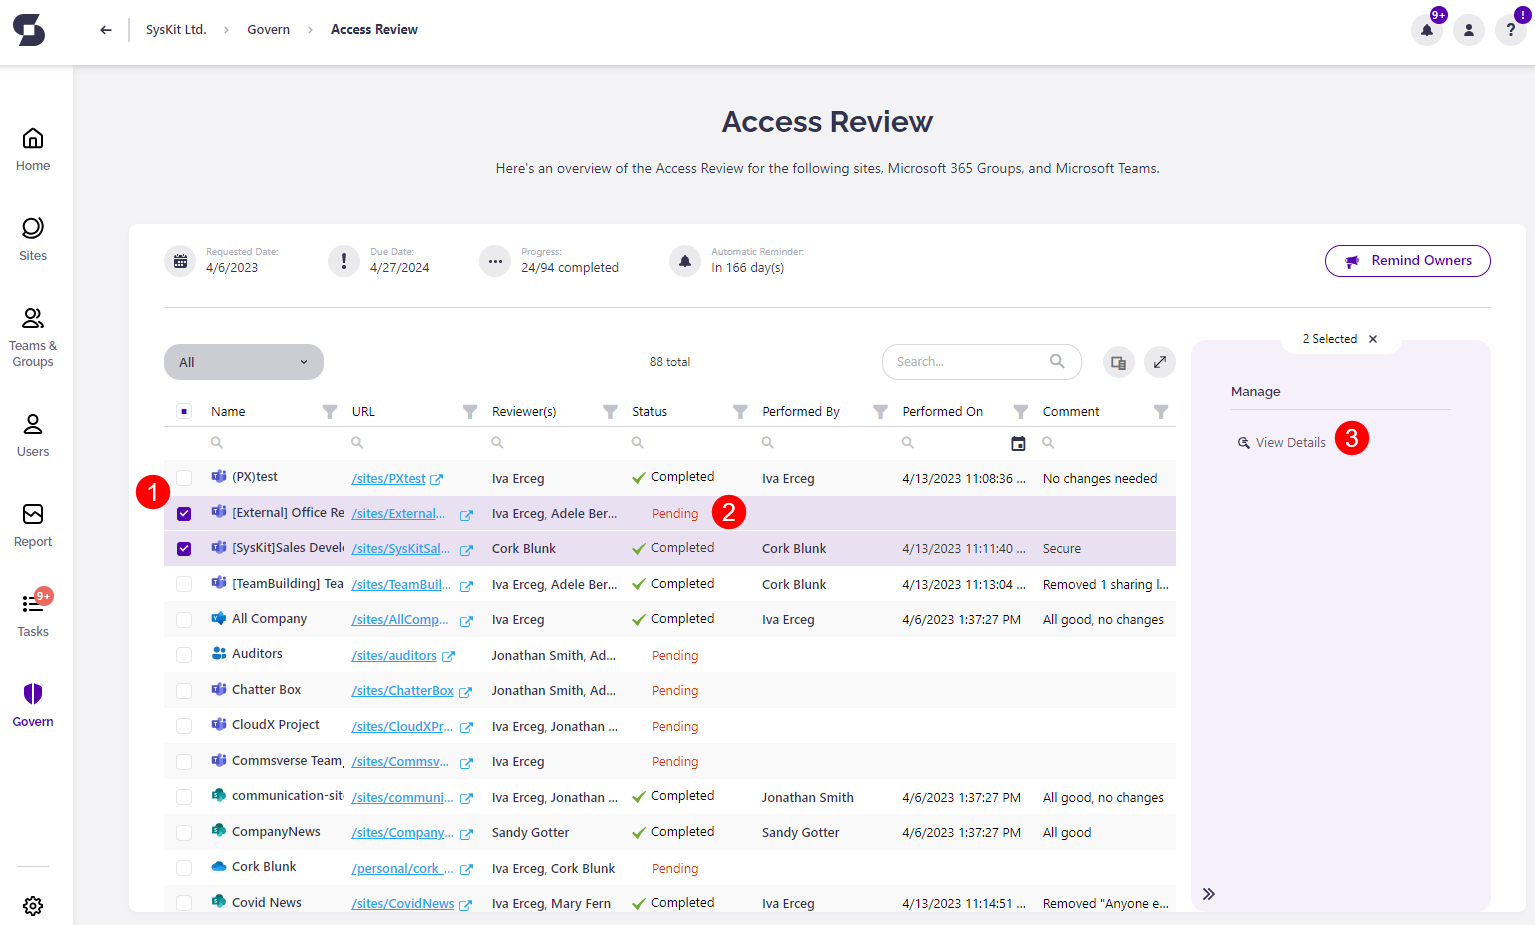 SysKit Ltd. > Govern > Access Review
9+
!
?
Home
Sites
Teams &
Groups
Users
Report
9+
Tasks
Govern
Access Review
Here's an overview of the Access Review for the following sites, Microsoft 365 Groups, and Microsoft Teams.
Requested Date:
4/6/2023
Due Date:
4/27/2024
Progress:
24/94 completed
Automatic Reminder:
In 166 day(s)
Remind Owners
All
88 total
Search...
2 Selected
Manage
View Details
3
Name URL Reviewer(s) Status Performed By Performed On Comment
1
2
(PX)test /sites/PXtest Iva Erceg Completed Iva Erceg 4/13/2023 11:08:36 ... No changes needed
[External] Office Re /sites/External... Iva Erceg, Adele Ber... Pending
[SysKit]Sales Develo /sites/SysKitSal... Cork Blunk Completed Cork Blunk 4/13/2023 11:11:40 ... Secure
[TeamBuilding] Tea /sites/TeamBuil... Iva Erceg, Adele Ber... Completed Cork Blunk 4/13/2023 11:13:04 ... Removed 1 sharing l...
All Company /sites/AllComp... Iva Erceg Completed Iva Erceg 4/6/2023 1:37:27 PM All good, no changes
Auditors /sites/auditors Jonathan Smith, Ad... Pending
Chatter Box /sites/ChatterBox Jonathan Smith, Ad... Pending
CloudX Project /sites/CloudXPr... Iva Erceg, Jonathan ... Pending
Commsverse Team_ /sites/Commsv... Iva Erceg Pending
communication-site /sites/communi... Iva Erceg, Jonathan ... Completed Jonathan Smith 4/6/2023 1:37:27 PM All good, no changes
CompanyNews /sites/Company... Sandy Gotter Completed Sandy Gotter 4/6/2023 1:37:27 PM All good
Cork Blunk /personal/cork_... Iva Erceg, Cork Blunk Pending
Covid News /sites/CovidNews Iva Erceg, Mary Fern Completed Iva Erceg 4/13/2023 11:14:51 ... Removed "Anyone e...